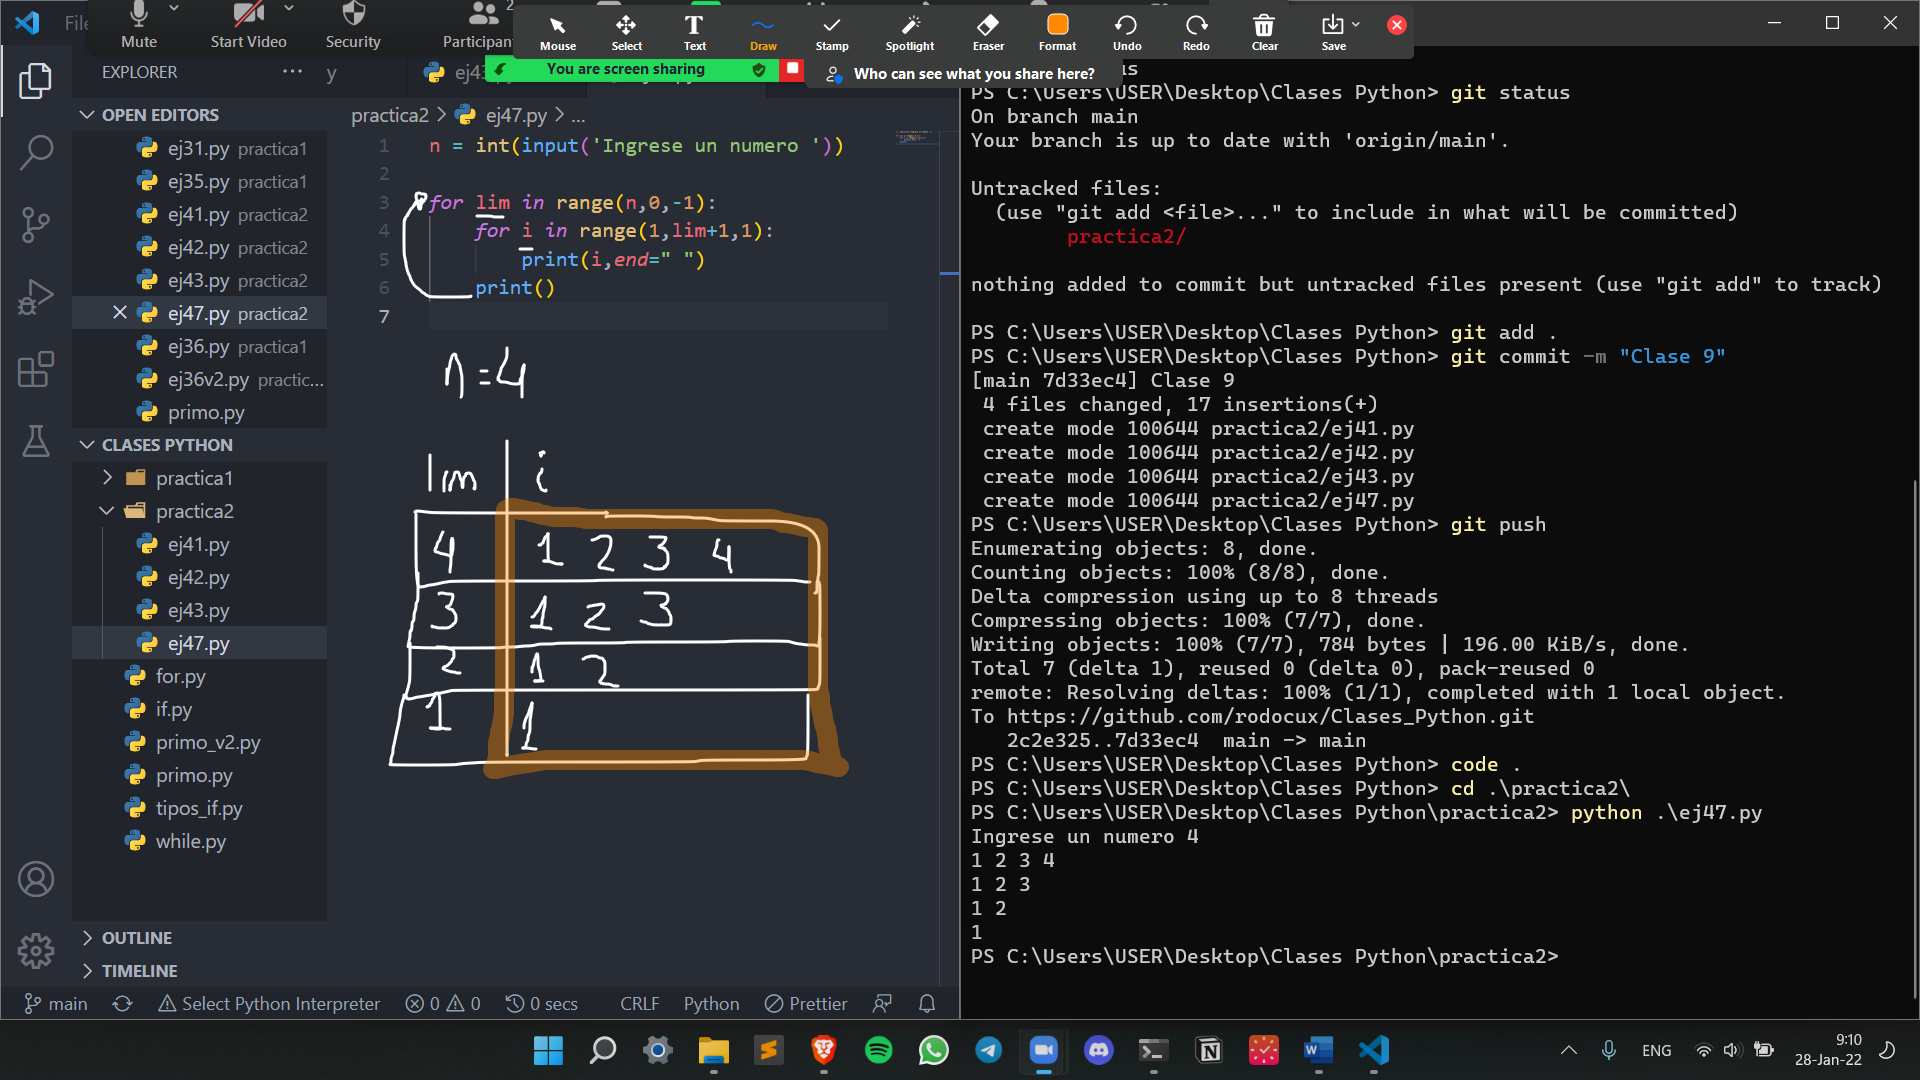 File
Mute
Start Video
Security
Participan
2
Mouse
Select
Text
Draw
Stamp
Spotlight
Eraser
Format
Undo
Redo
Clear
Save
You are screen sharing
Who can see what you share here?
EXPLORER
y
ej43
OPEN EDITORS
ej31.py practica1
ej35.py practica1
ej41.py practica2
ej42.py practica2
ej43.py practica2
ej47.py practica2
ej36.py practica1
ej36v2.py practic...
primo.py
CLASES PYTHON
practica1
practica2
ej41.py
ej42.py
ej43.py
ej47.py
for.py
if.py
primo_v2.py
primo.py
tipos_if.py
while.py
OUTLINE
TIMELINE
practica2 > ej47.py > ...
1 n = int(input('Ingrese un numero '))
2
3 for lim in range(n,0,-1):
4 for i in range(1,lim+1,1):
5 print(i,end=" ")
6 print()
7
n=4
lim i
4 1 2 3 4
3 1 2 3
2 1 2
1 1
us
PS C:\Users\USER\Desktop\Clases Python> git status
On branch main
Your branch is up to date with 'origin/main'.
Untracked files:
(use "git add <file>..." to include in what will be committed)
practica2/
nothing added to commit but untracked files present (use "git add" to track)
PS C:\Users\USER\Desktop\Clases Python> git add .
PS C:\Users\USER\Desktop\Clases Python> git commit -m "Clase 9"
[main 7d33ec4] Clase 9
4 files changed, 17 insertions(+)
create mode 100644 practica2/ej41.py
create mode 100644 practica2/ej42.py
create mode 100644 practica2/ej43.py
create mode 100644 practica2/ej47.py
PS C:\Users\USER\Desktop\Clases Python> git push
Enumerating objects: 8, done.
Counting objects: 100% (8/8), done.
Delta compression using up to 8 threads
Compressing objects: 100% (7/7), done.
Writing objects: 100% (7/7), 784 bytes | 196.00 KiB/s, done.
Total 7 (delta 1), reused 0 (delta 0), pack-reused 0
remote: Resolving deltas: 100% (1/1), completed with 1 local object.
To https://github.com/rodocux/Clases_Python.git
2c2e325..7d33ec4 main -> main
PS C:\Users\USER\Desktop\Clases Python> code .
PS C:\Users\USER\Desktop\Clases Python> cd .\practica2\
PS C:\Users\USER\Desktop\Clases Python\practica2> python .\ej47.py
Ingrese un numero 4
1 2 3 4
1 2 3
1 2
1
PS C:\Users\USER\Desktop\Clases Python\practica2>
main
Select Python Interpreter
0 0
0 secs
CRLF
Python
Prettier
ENG
9:10
28-Jan-22